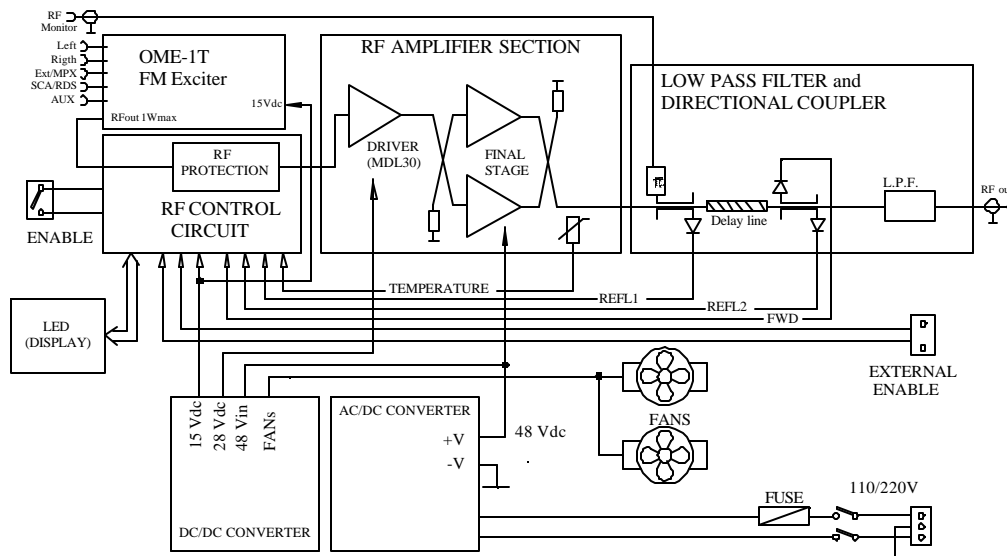 RF
Monitor
Left
Rigth
Ext/MPX
SCA/RDS
AUX
OME-1T
FM Exciter
15Vdc
RFout 1Wmax
RF AMPLIFIER SECTION
DRIVER
(MDL30)
FINAL
STAGE
LOW PASS FILTER and
DIRECTIONAL COUPLER
π
Delay line
L.P.F.
RF ou
RF
PROTECTION
RF CONTROL
CIRCUIT
ENABLE
TEMPERATURE
REFL1
REFL2
FWD
LED
(DISPLAY)
EXTERNAL
ENABLE
15 Vdc
28 Vdc
48 Vin
FANs
DC/DC CONVERTER
AC/DC CONVERTER
+V
-V
48 Vdc
FANS
FUSE
110/220V